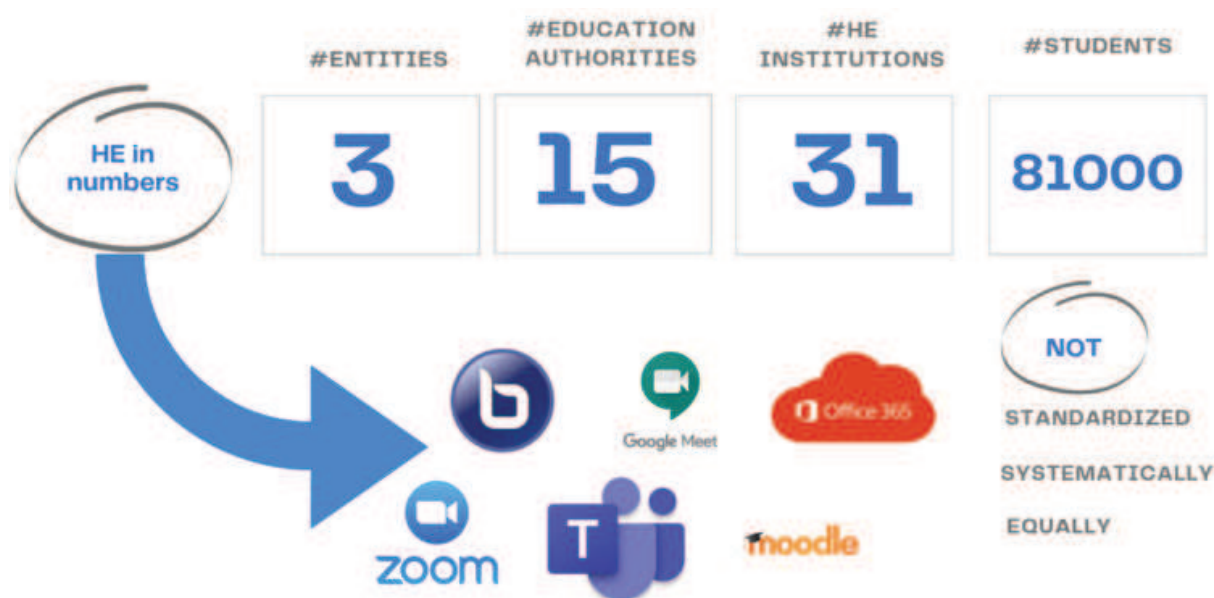 #ENTITIES
#EDUCATION
AUTHORITIES
#HE
INSTITUTIONS
#STUDENTS
HE in
numbers
3
15
31
81000
NOT
STANDARDIZED
SYSTEMATICALLY
EQUALLY
b
Google Meet
Office 365
zoom
T
moodle